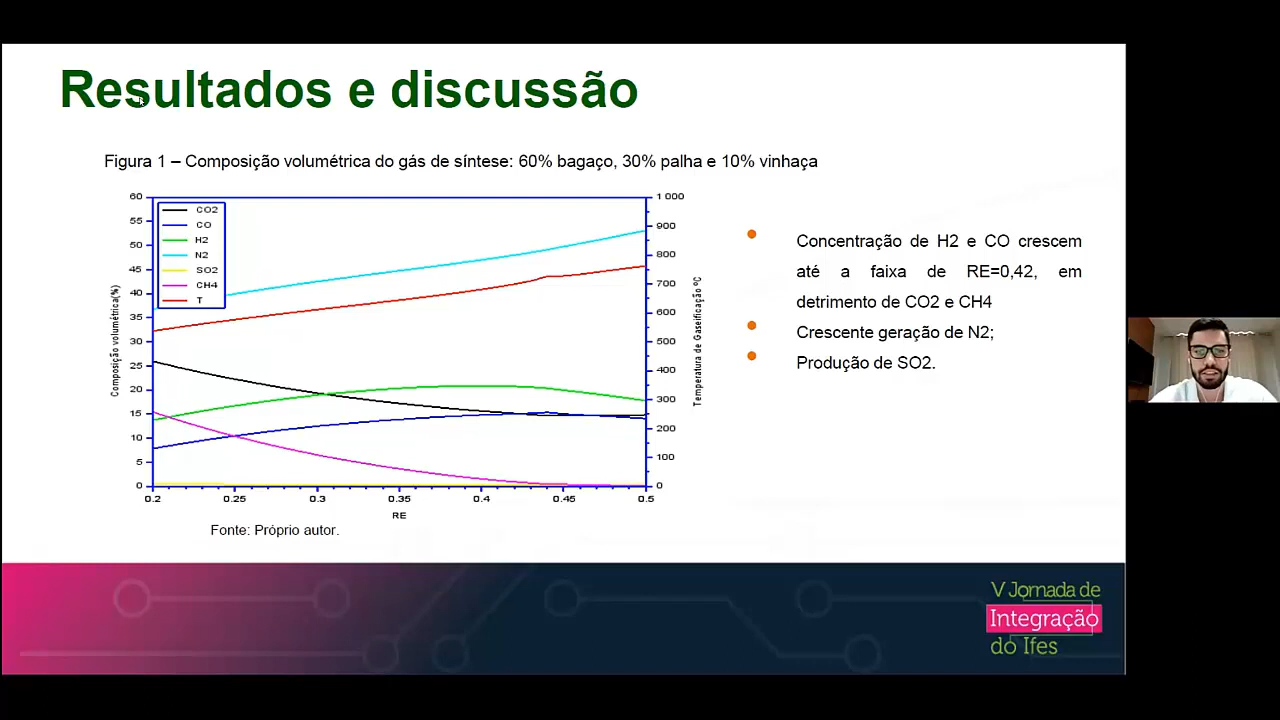 Resultados e discussão
Figura 1 – Composição volumétrica do gás de síntese: 60% bagaço, 30% palha e 10% vinhaça
60
55
50
45
40
35
30
25
20
15
10
5
0
Composição volumétrica(%)
CO2
CO
H2
N2
SO2
CH4
T
1 000
900
800
700
600
500
400
300
200
100
0
Temperatura de Gaseificação ºC
0.2
0.25
0.3
0.35
0.4
0.45
0.5
RE
Fonte: Próprio autor.
Concentração de H2 e CO crescem
até a faixa de RE=0,42, em
detrimento de CO2 e CH4
Crescente geração de N2;
Produção de SO2.
V Jornada de
Integração
do Ifes